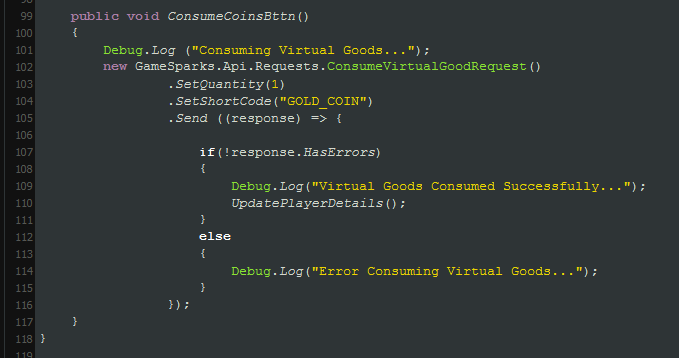 99 public void ConsumeCoinsBttn()
100 {
101 Debug.Log ("Consuming Virtual Goods...");
102 new GameSparks.Api.Requests.ConsumeVirtualGoodRequest()
103 .SetQuantity(1)
104 .SetShortCode("GOLD_COIN")
105 .Send ((response) => {
106
107 if(!response.HasErrors)
108 {
109 Debug.Log("Virtual Goods Consumed Successfully...");
110 UpdatePlayerDetails();
111 }
112 else
113 {
114 Debug.Log("Error Consuming Virtual Goods...");
115 }
116 });
117 }
118 }
119